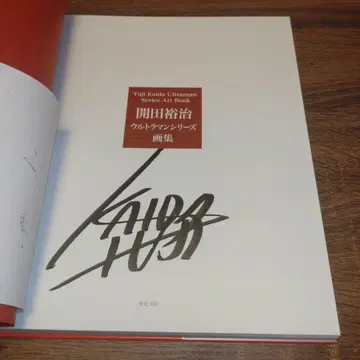 Yuji Kaida Ultraman
Series Art Book
開田裕治
ウルトラマンシリーズ
画集
KAIDA